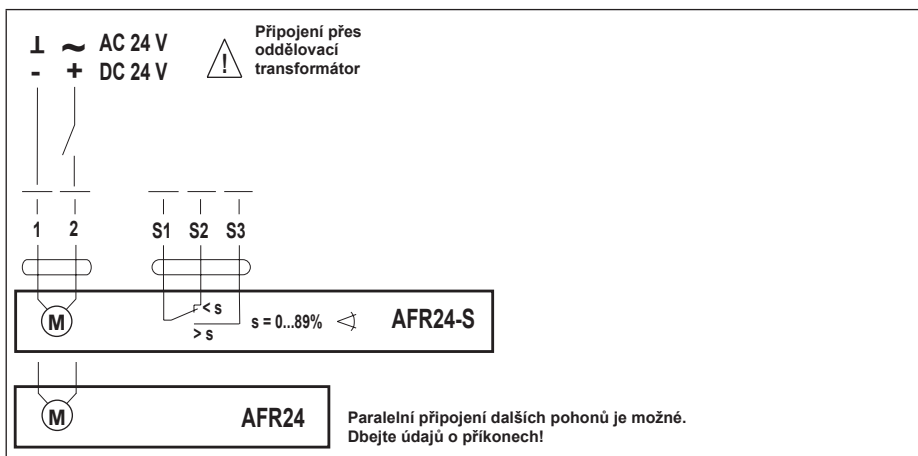 ⊥ ~ AC 24 V
- + DC 24 V
Připojení přes
oddělovací
transformátor
!
1 2 S1 S2 S3
M
< s
> s
s = 0...89%
AFR24-S
M
AFR24
Paralelní připojení dalších pohonů je možné.
Dbejte údajů o příkonech!